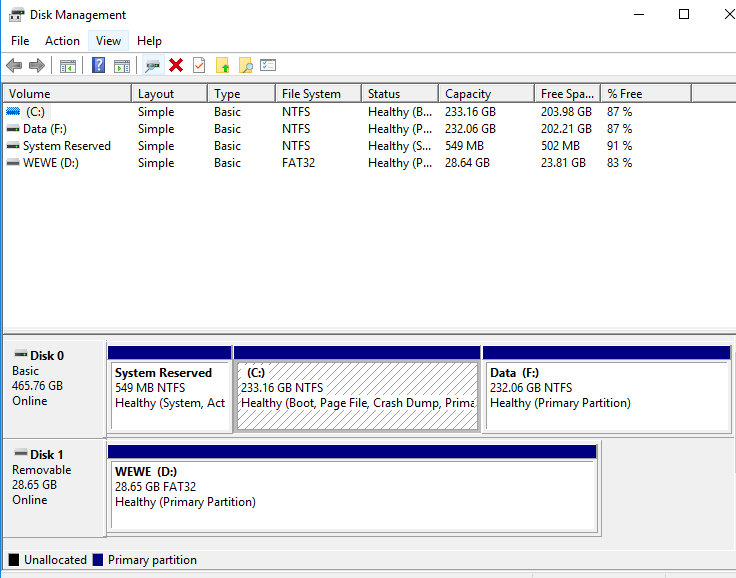 Disk Management
File Action View Help
Volume Layout Type File System Status Capacity Free Spa... % Free
(C:) Simple Basic NTFS Healthy (B... 233.16 GB 203.98 GB 87 %
Data (F:) Simple Basic NTFS Healthy (P... 232.06 GB 202.21 GB 87 %
System Reserved Simple Basic NTFS Healthy (S... 549 MB 502 MB 91 %
WEWE (D:) Simple Basic FAT32 Healthy (P... 28.64 GB 23.81 GB 83 %
Disk 0
Basic
465.76 GB
Online
System Reserved
549 MB NTFS
Healthy (System, Act
(C:)
233.16 GB NTFS
Healthy (Boot, Page File, Crash Dump, Prima
Data (F:)
232.06 GB NTFS
Healthy (Primary Partition)
Disk 1
Removable
28.65 GB
Online
WEWE (D:)
28.65 GB FAT32
Healthy (Primary Partition)
Unallocated Primary partition